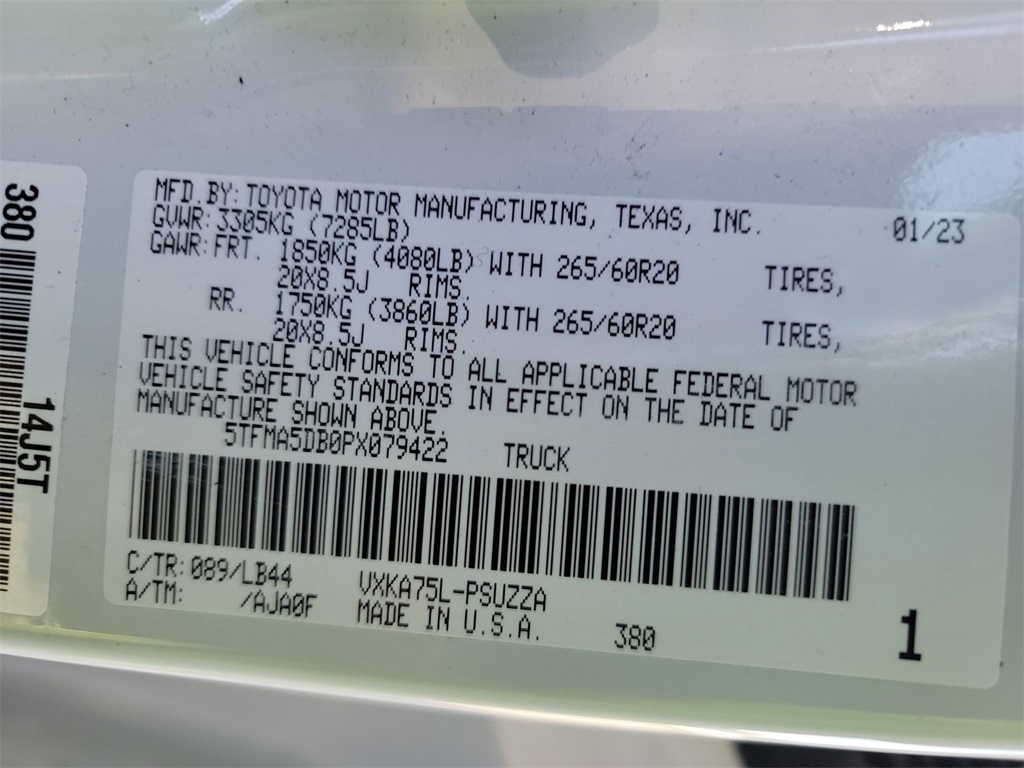 MFD.BY:TOYOTA MOTOR MANUFACTURING, TEXAS, INC. 01/23
GVWR:3305KG (7285LB)
GAWR:FRT. 1850KG (4080LB) WITH 265/60R20 TIRES,
20X8.5J RIMS.
RR. 1750KG (3860LB) WITH 265/60R20 TIRES,
20X8.5J RIMS.
THIS VEHICLE CONFORMS TO ALL APPLICABLE FEDERAL MOTOR
VEHICLE SAFETY STANDARDS IN EFFECT ON THE DATE OF
MANUFACTURE SHOWN ABOVE.
5TFMA5DB0PX079422 TRUCK
C/TR:089/LB44 VXKA75L-PSUZZA
A/TM: /AJA0F MADE IN U.S.A. 380
1
380
14J5T